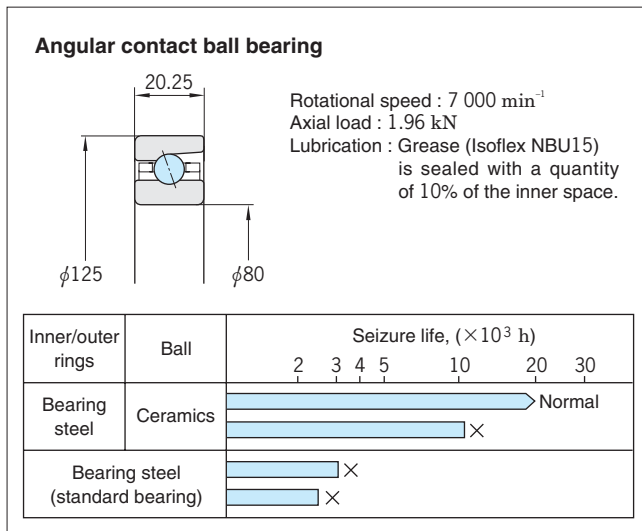 Angular contact ball bearing
20.25
Rotational speed : 7 000 min⁻¹
Axial load : 1.96 kN
Lubrication : Grease (Isoflex NBU15)
is sealed with a quantity
of 10% of the inner space.
ϕ125
ϕ80
Inner/outer
rings
Ball
Seizure life, (×10³ h)
2 3 4 5 10 20 30
Bearing
steel
Ceramics
Normal
×
Bearing steel
(standard bearing)
×
×